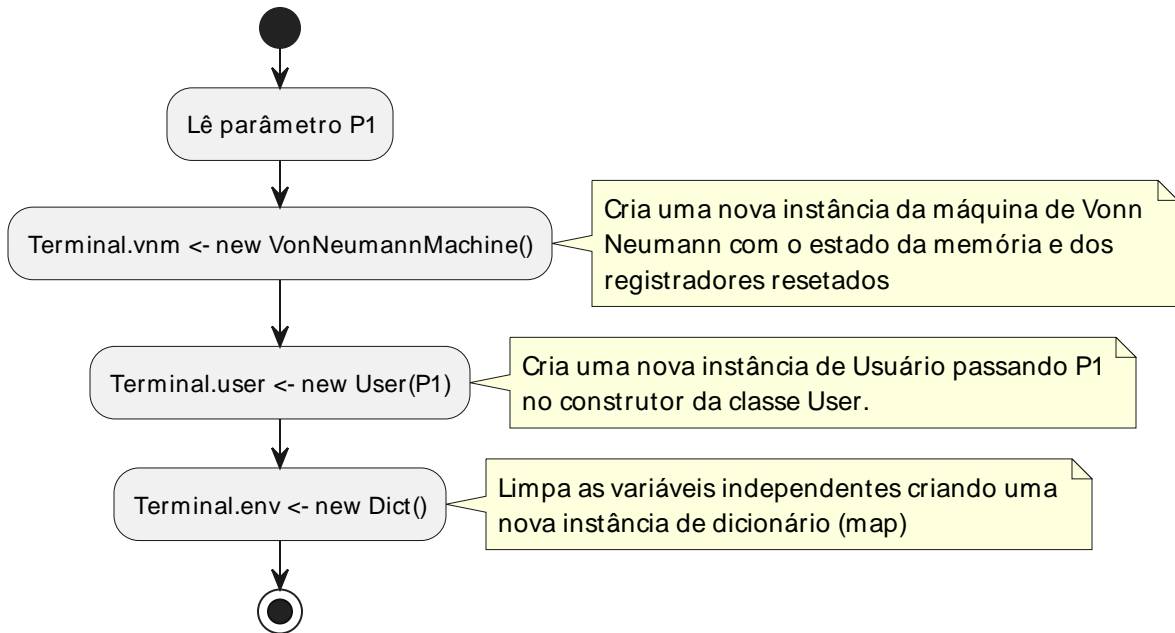 Lê parâmetro P1
Terminal.vnm <- new VonNeumannMachine()
Cria uma nova instância da máquina de Vonn
Neumann com o estado da memória e dos
registradores resetados
Terminal.user <- new User(P1)
Cria uma nova instância de Usuário passando P1
no construtor da classe User.
Terminal.env <- new Dict()
Limpa as variáveis independentes criando uma
nova instância de dicionário (map)